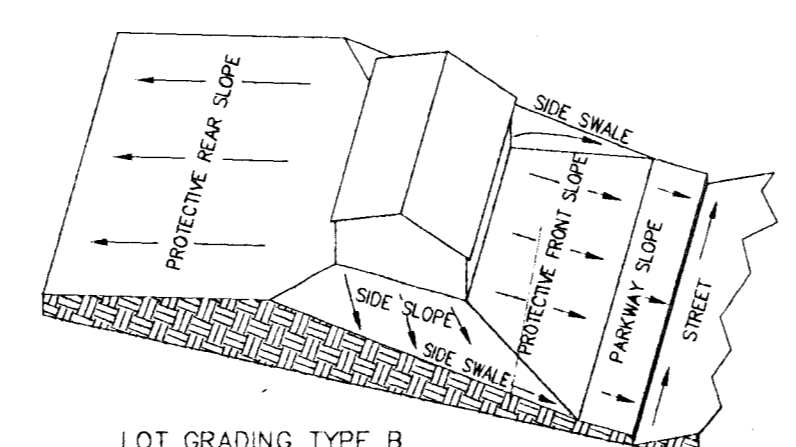 PROTECTIVE REAR SLOPE
SIDE SWALE
PROTECTIVE FRONT SLOPE
PARKWAY SLOPE
STREET
SIDE SLOPE
SIDE SWALE
LOT GRADING TYPE B